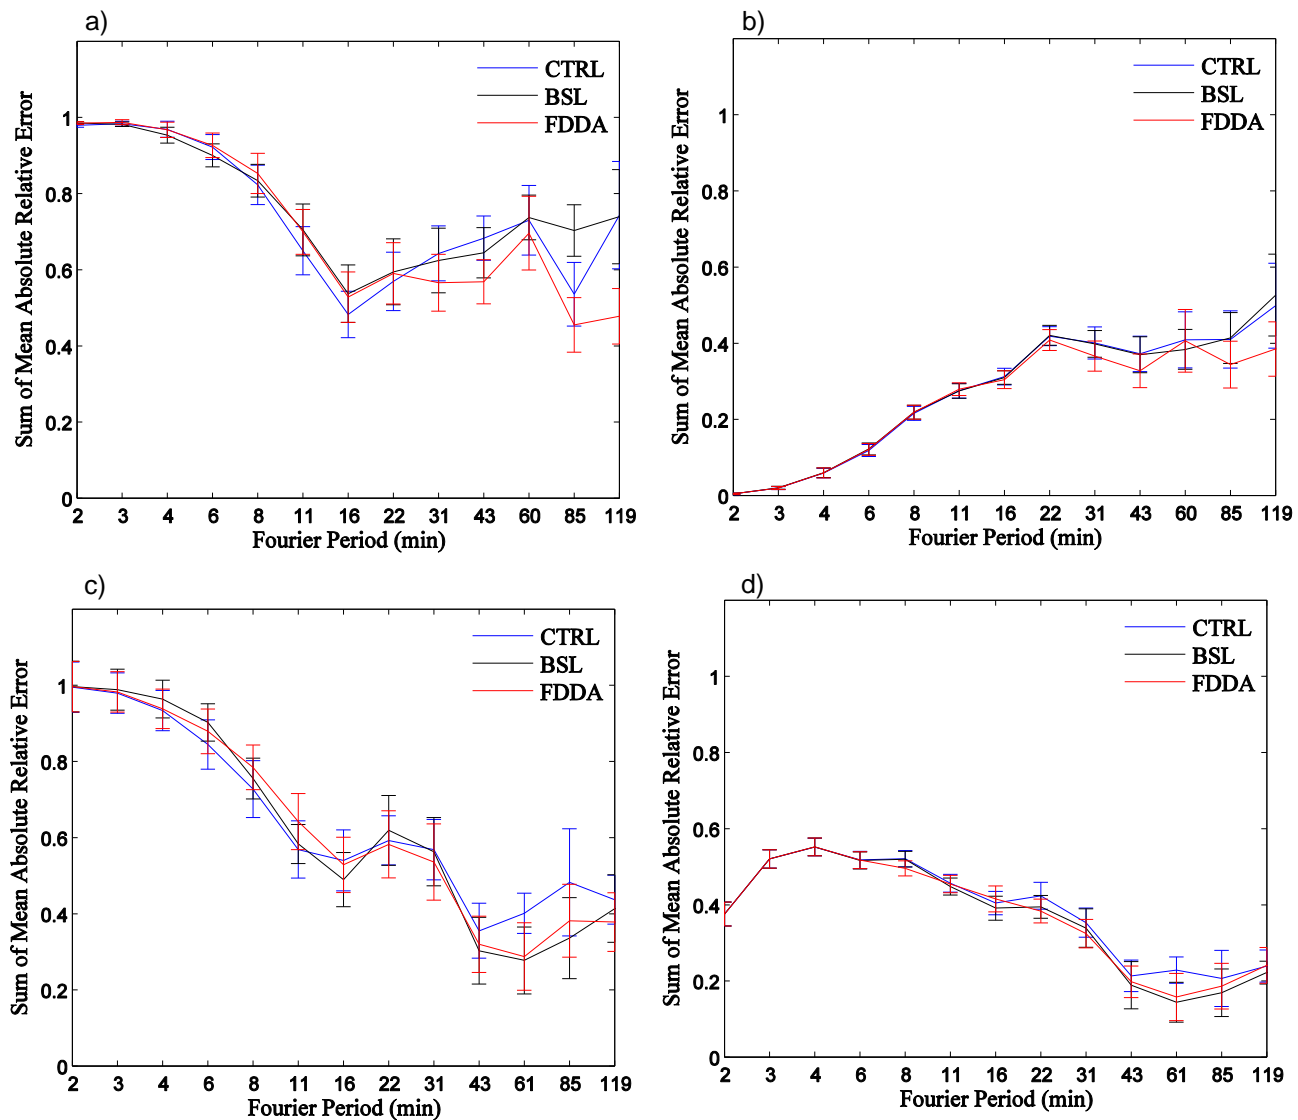 a)
CTRL
BSL
FDDA
Sum of Mean Absolute Relative Error
1
0.8
0.6
0.4
0.2
0
2 3 4 6 8 11 16 22 31 43 60 85 119
Fourier Period (min)
b)
CTRL
BSL
FDDA
Sum of Mean Absolute Relative Error
1
0.8
0.6
0.4
0.2
0
2 3 4 6 8 11 16 22 31 43 60 85 119
Fourier Period (min)
c)
CTRL
BSL
FDDA
Sum of Mean Absolute Relative Error
1
0.8
0.6
0.4
0.2
0
2 3 4 6 8 11 16 22 31 43 61 85 119
Fourier Period (min)
d)
CTRL
BSL
FDDA
Sum of Mean Absolute Relative Error
1
0.8
0.6
0.4
0.2
0
2 3 4 6 8 11 16 22 31 43 61 85 119
Fourier Period (min)